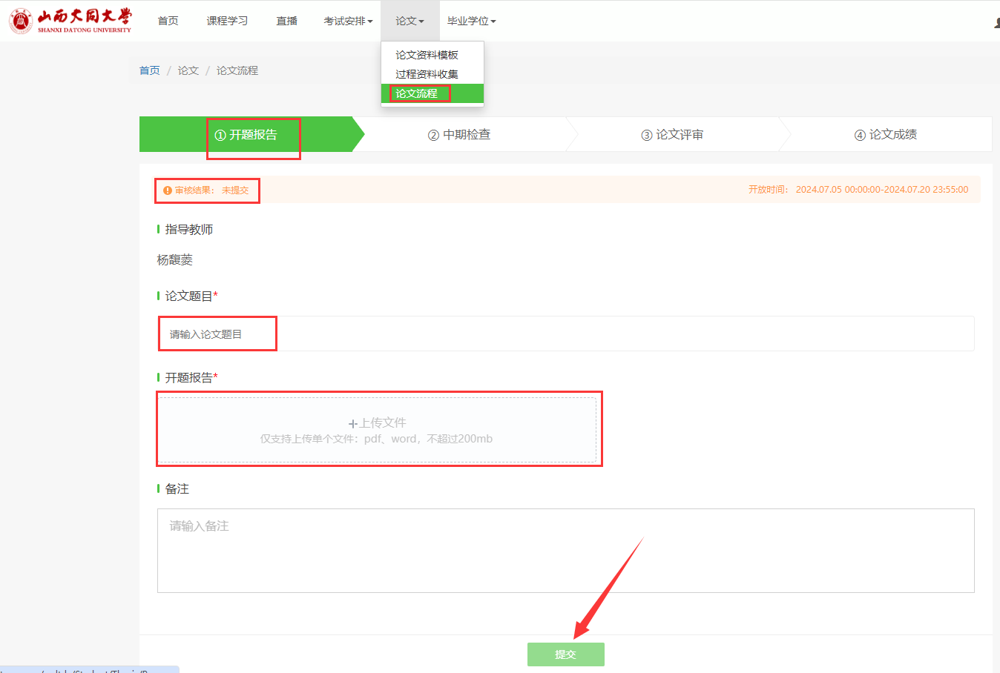 山西大同大学
SHANXI DATONG UNIVERSITY
首页 课程学习 直播 考试安排 论文 毕业学位
论文资料模板
过程资料收集
论文流程
首页 / 论文 / 论文流程
① 开题报告 ② 中期检查 ③ 论文评审 ④ 论文成绩
审核结果： 未提交 开放时间： 2024.07.05 00:00:00-2024.07.20 23:55:00
指导教师
杨馥菱
论文题目*
请输入论文题目
开题报告*
+上传文件
仅支持上传单个文件：pdf、word，不超过200mb
备注
请输入备注
提交